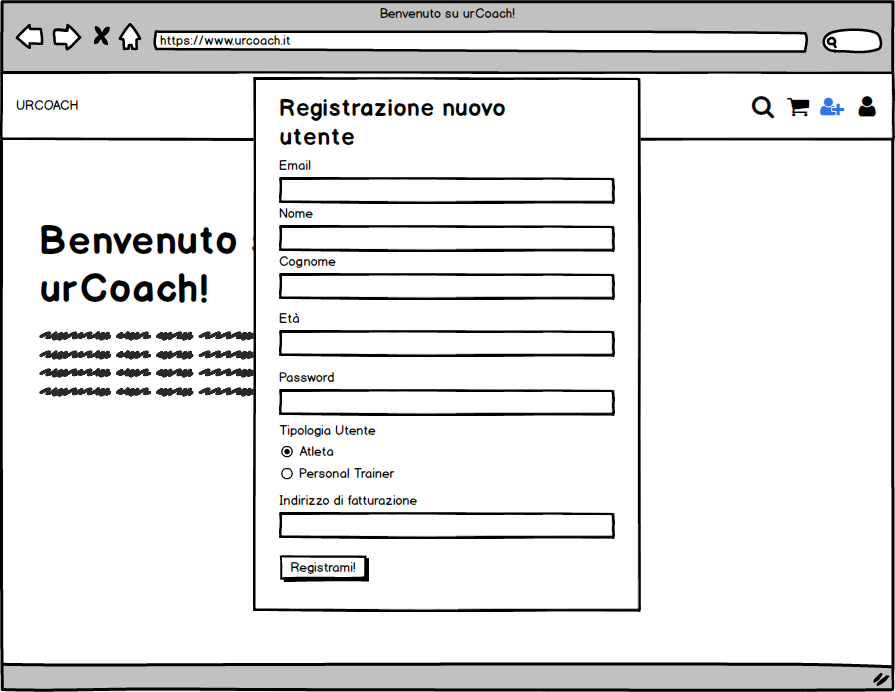 Benvenuto su urCoach!
https://www.urcoach.it
URCOACH
Registrazione nuovo
utente
Email
Nome
Cognome
Età
Password
Tipologia Utente
Atleta
Personal Trainer
Indirizzo di fatturazione
Registrami!
Benvenuto
urCoach!